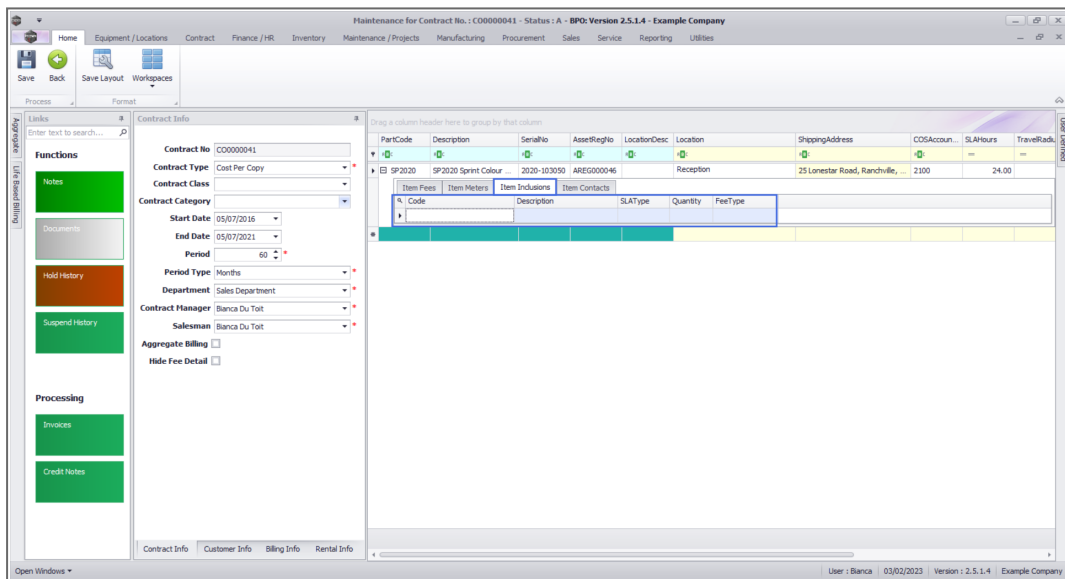 Maintenance for Contract No. : CO0000041 - Status : A - BPO: Version 2.5.1.4 - Example Company
Home Equipment / Locations Contract Finance / HR Inventory Maintenance / Projects Manufacturing Procurement Sales Service Reporting Utilities
Save Back Save Layout Workspaces
Process Format
Aggregate
Life Based Billing
Links
Enter text to search...
Functions
Notes
Documents
Hold History
Suspend History
Processing
Invoices
Credit Notes
Contract Info
Contract No CO0000041
Contract Type Cost Per Copy *
Contract Class
Contract Category
Start Date 05/07/2016
End Date 05/07/2021
Period 60 *
Period Type Months *
Department Sales Department *
Contract Manager Bianca Du Toit *
Salesman Bianca Du Toit *
Aggregate Billing
Hide Fee Detail
Contract Info Customer Info Billing Info Rental Info
Drag a column header here to group by that column
PartCode Description SerialNo AssetRegNo LocationDesc Location ShippingAddress COSAccoun... SLAHours TravelRadiu
SP2020 SP2020 Sprint Colour ... 2020-103050 AREG000046 Reception 25 Lonestar Road, Ranchville, ... 2100 24.00
Item Fees Item Meters Item Inclusions Item Contacts
Code Description SLAType Quantity FeeType
User Defined
Open Windows
User : Bianca 03/02/2023 Version : 2.5.1.4 Example Company